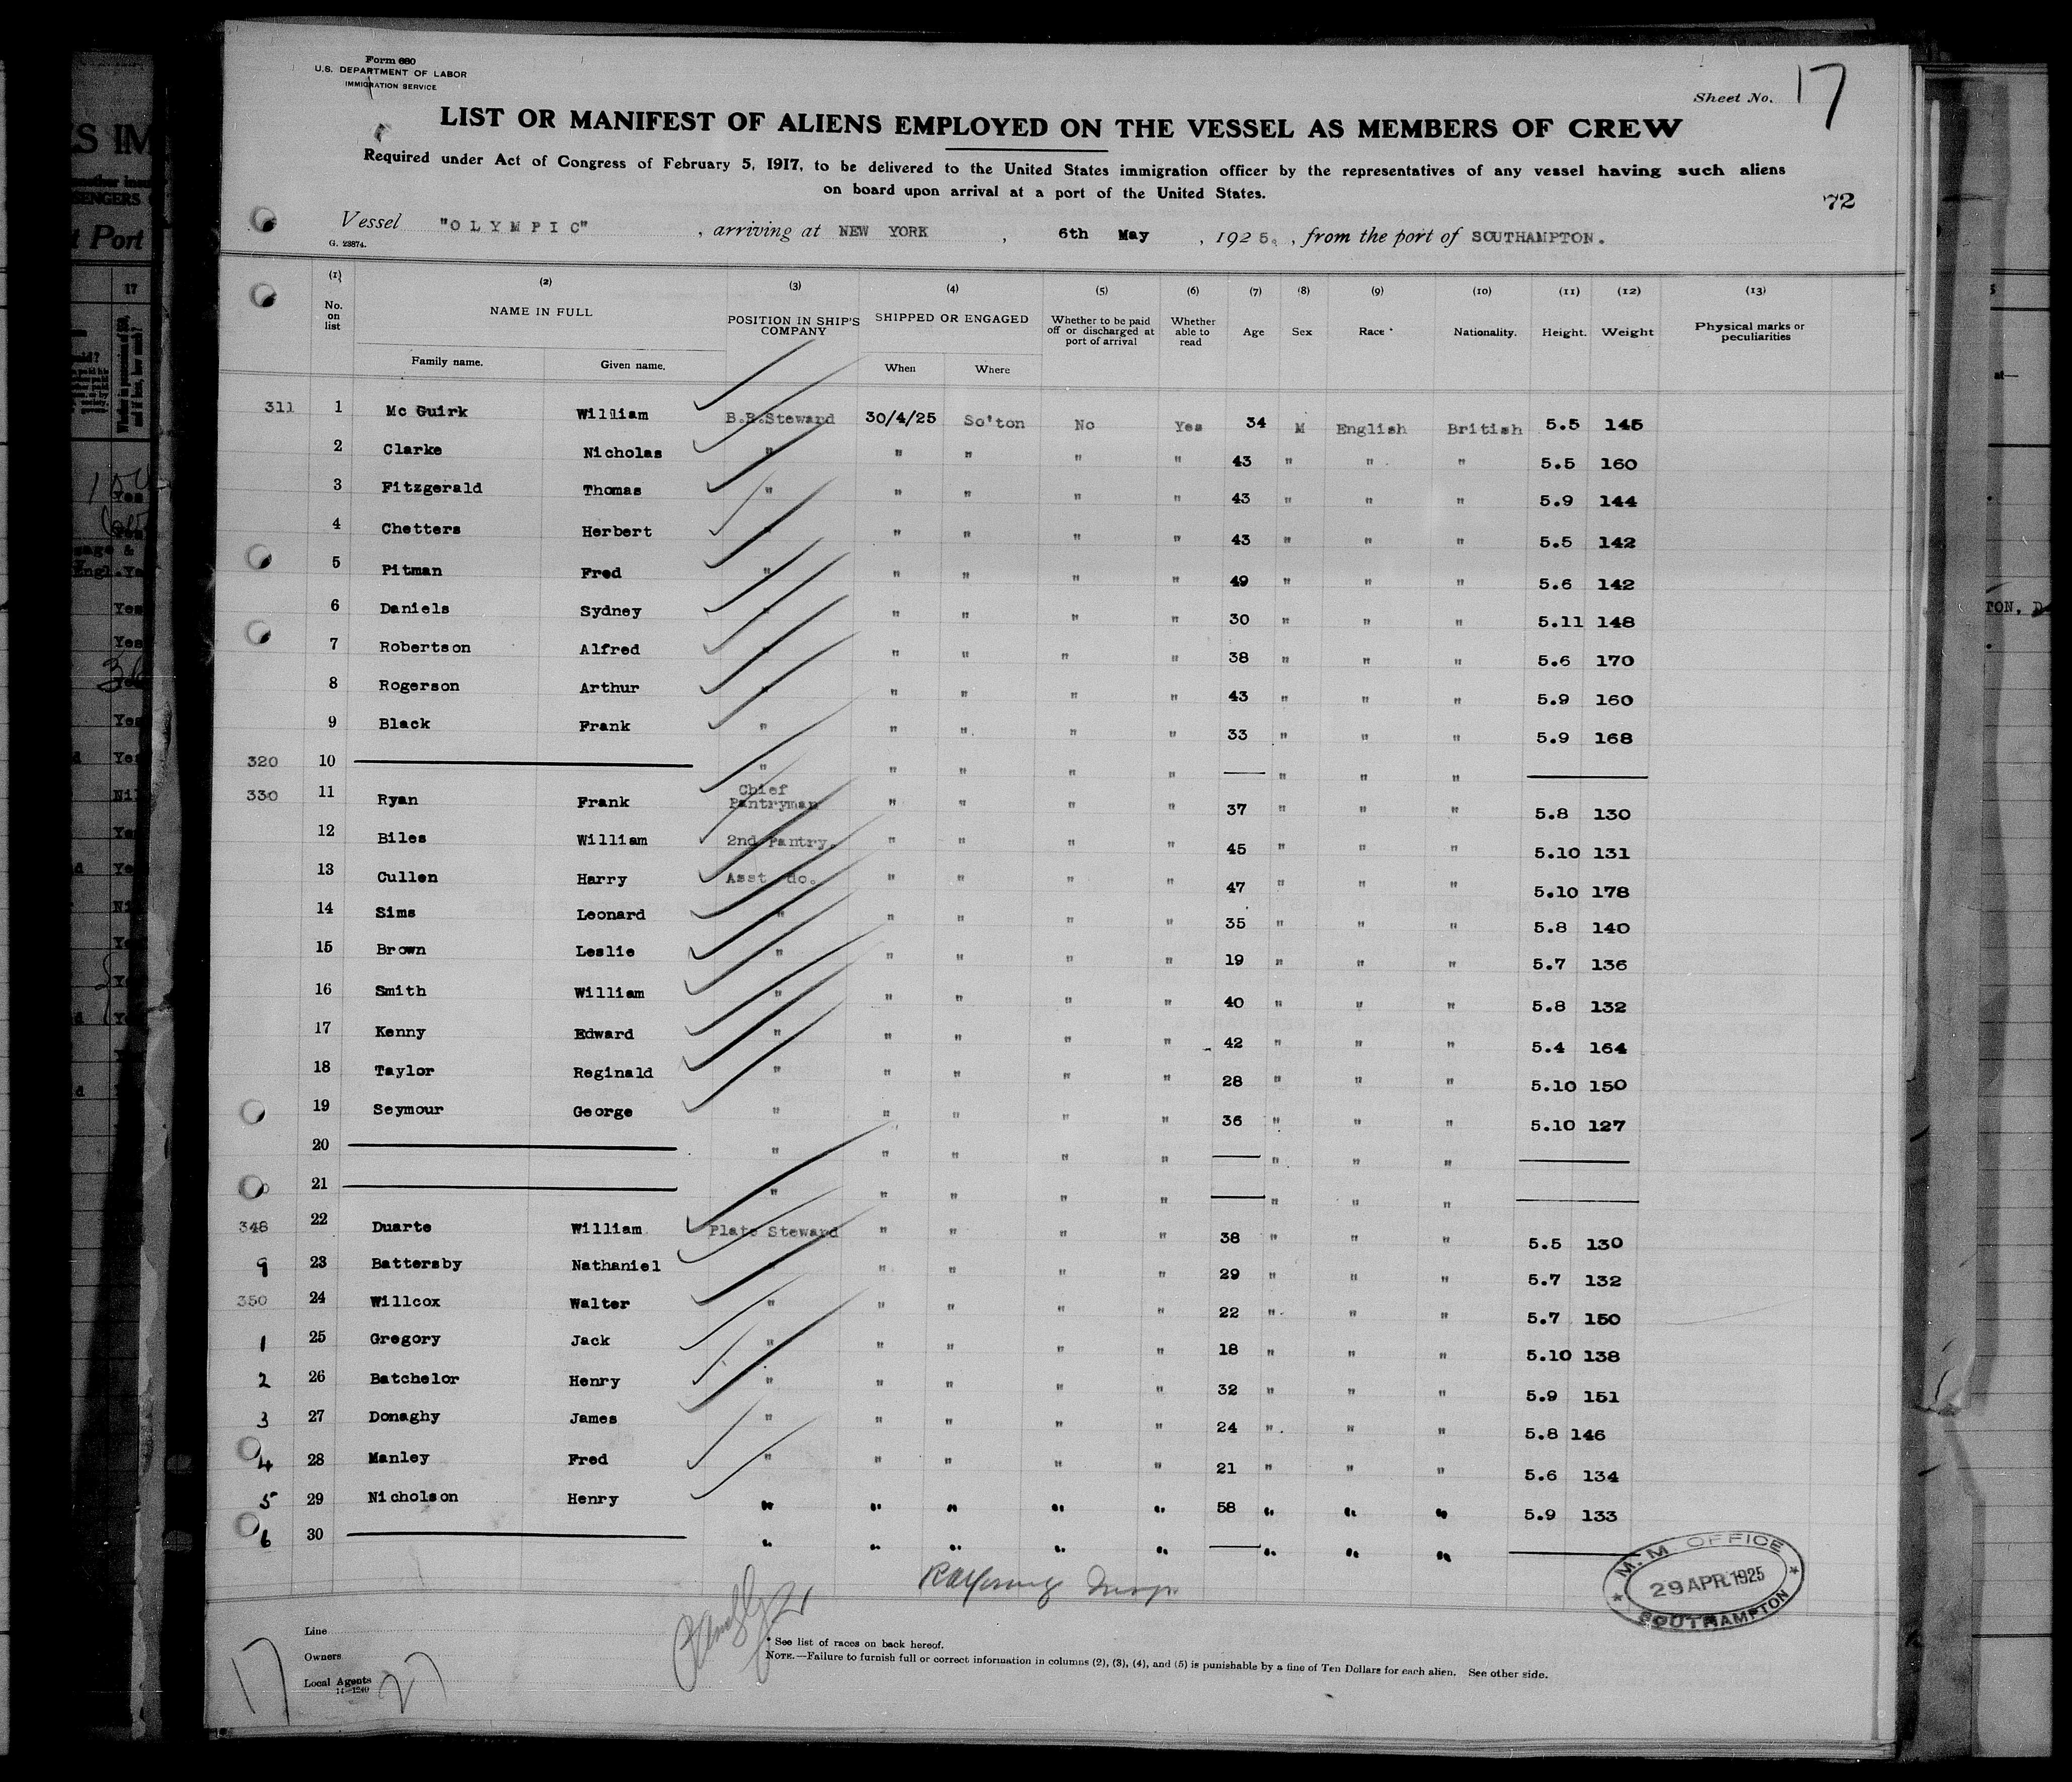 Form 680
U.S. DEPARTMENT OF LABOR
IMMIGRATION SERVICE
Sheet No. 17
LIST OR MANIFEST OF ALIENS EMPLOYED ON THE VESSEL AS MEMBERS OF CREW
Required under Act of Congress of February 5, 1917, to be delivered to the United States immigration officer by the representatives of any vessel having such aliens
on board upon arrival at a port of the United States.
72
Vessel "OLYMPIC", arriving at NEW YORK, 6th May, 1925., from the port of SOUTHAMPTON.
G. 23874.
(1) (2) (3) (4) (5) (6) (7) (8) (9) (10) (11) (12) (13)
No. on list NAME IN FULL POSITION IN SHIP'S COMPANY SHIPPED OR ENGAGED Whether to be paid off or discharged at port of arrival Whether able to read Age Sex Race * Nationality. Height. Weight Physical marks or peculiarities
Family name. Given name. When Where
311 1 Mc Guirk William B.R.Steward 30/4/25 So'ton No Yes 34 M English British 5.5 145
2 Clarke Nicholas " " " " " 43 " " " 5.5 160
3 Fitzgerald Thomas " " " " " 43 " " " 5.9 144
4 Chetters Herbert " " " " " 43 " " " 5.5 142
5 Pitman Fred " " " " " 49 " " " 5.6 142
6 Daniels Sydney " " " " " 30 " " " 5.11 148
7 Robertson Alfred " " " " " 38 " " " 5.6 170
8 Rogerson Arthur " " " " " 43 " " " 5.9 160
9 Black Frank " " " " " 33 " " " 5.9 168
320 10 " " " " " " " "
330 11 Ryan Frank Chief Pantryman " " " " 37 " " " 5.8 130
12 Biles William 2nd Pantry. " " " " 45 " " " 5.10 131
13 Cullen Harry Asst do. " " " " 47 " " " 5.10 178
14 Sims Leonard " " " " " 35 " " " 5.8 140
15 Brown Leslie " " " " " 19 " " " 5.7 136
16 Smith William " " " " " 40 " " " 5.8 132
17 Kenny Edward " " " " " 42 " " " 5.4 164
18 Taylor Reginald " " " " " 28 " " " 5.10 150
19 Seymour George " " " " " 36 " " " 5.10 127
20 " " " " " " " "
21 " " " " " " " "
348 22 Duarte William Plate Steward " " " " 38 " " " 5.5 130
9 23 Battersby Nathaniel " " " " " 29 " " " 5.7 132
350 24 Willcox Walter " " " " " 22 " " " 5.7 150
1 25 Gregory Jack " " " " " 18 " " " 5.10 138
2 26 Batchelor Henry " " " " " 32 " " " 5.9 151
3 27 Donaghy James " " " " " 24 " " " 5.8 146
4 28 Manley Fred " " " " " 21 " " " 5.6 134
5 29 Nicholson Henry " " " " " 58 " " " 5.9 133
6 30 " " " " " " " "
M.M OFFICE
29 APR. 1925
SOUTHAMPTON
Line
Owners
Local Agents
14—1240
17
27
* See list of races on back hereof.
NOTE.—Failure to furnish full or correct information in columns (2), (3), (4), and (5) is punishable by a fine of Ten Dollars for each alien. See other side.